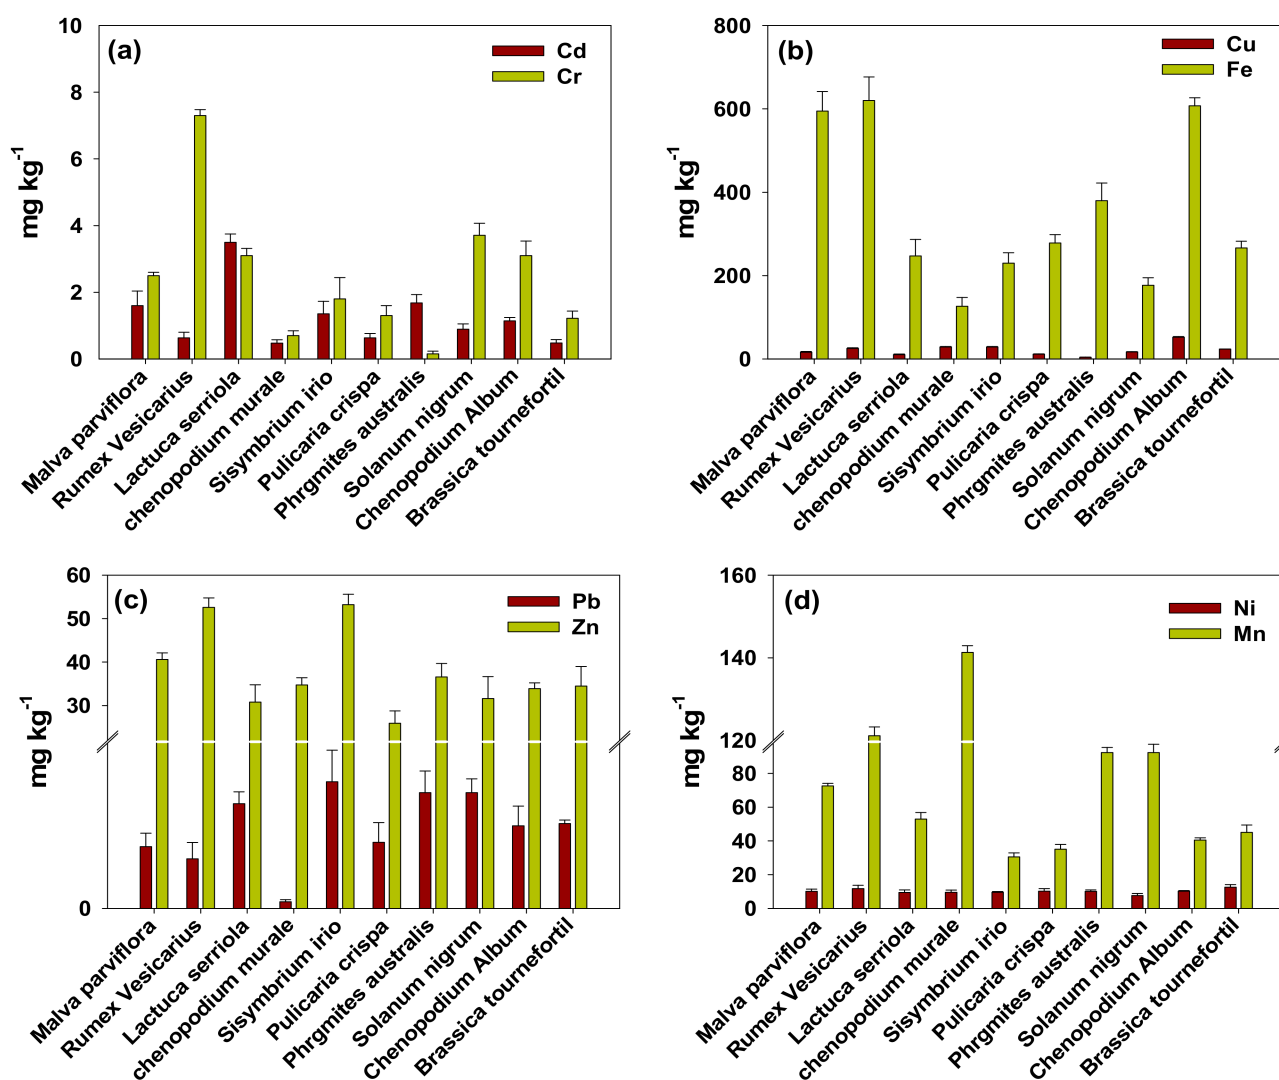 (a)
Cd
Cr
mg kg-1
10
8
6
4
2
0
Malva parviflora
Rumex Vesicarius
Lactuca serriola
chenopodium murale
Sisymbrium irio
Pulicaria crispa
Phrgmites australis
Solanum nigrum
Chenopodium Album
Brassica tournefortil
(b)
Cu
Fe
mg kg-1
800
600
400
200
0
Malva parviflora
Rumex Vesicarius
Lactuca serriola
chenopodium murale
Sisymbrium irio
Pulicaria crispa
Phrgmites australis
Solanum nigrum
Chenopodium Album
Brassica tournefortil
(c)
Pb
Zn
mg kg-1
60
50
40
30
0
Malva parviflora
Rumex Vesicarius
Lactuca serriola
chenopodium murale
Sisymbrium irio
Pulicaria crispa
Phrgmites australis
Solanum nigrum
Chenopodium Album
Brassica tournefortil
(d)
Ni
Mn
mg kg-1
160
140
120
80
60
40
20
0
Malva parviflora
Rumex Vesicarius
Lactuca serriola
chenopodium murale
Sisymbrium irio
Pulicaria crispa
Phrgmites australis
Solanum nigrum
Chenopodium Album
Brassica tournefortil